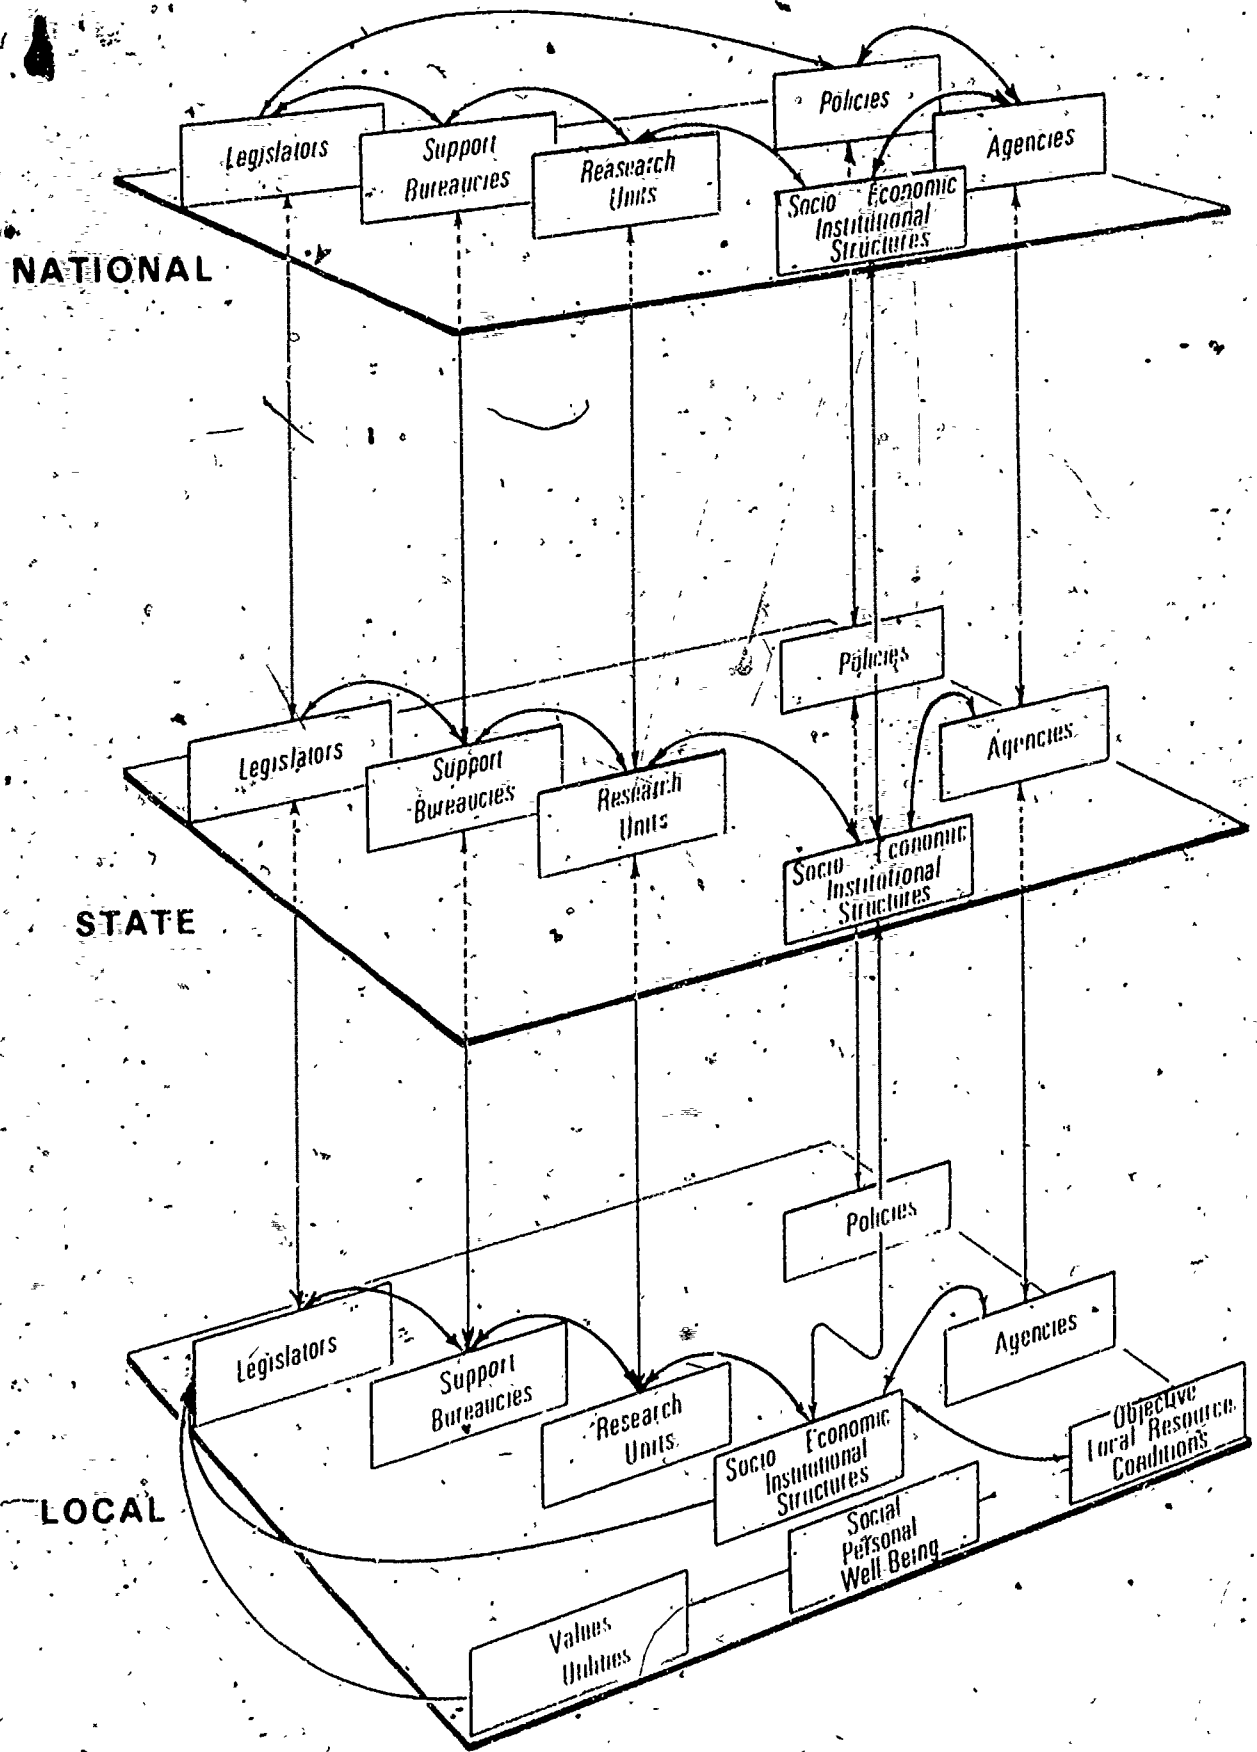 Policies
Legislators
Support
Bureaucies
Reasearch
Units
Agencies
Socio Economic
Institutional
Structures
NATIONAL
Policies
Legislators
Support
Bureaucies
Research
Units
Agencies
Socio Economic
Institutional
Structures
STATE
Policies
Legislators
Support
Bureaucies
Research
Units
Agencies
Socio Economic
Institutional
Structures
Objective
Local Resource
Conditions
LOCAL
Social
Personal
Well Being
Values
Utilities